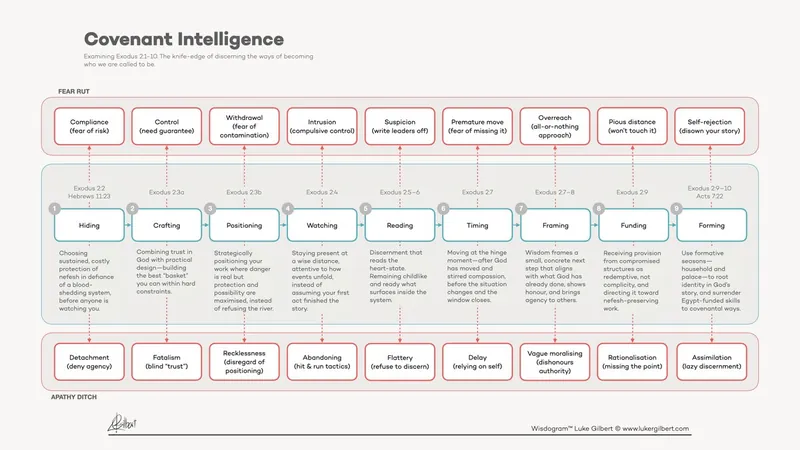 Covenant Intelligence
Examining Exodus 2:1–10. The knife-edge of discerning the ways of becoming
who we are called to be.
FEAR RUT
Compliance
(fear of risk)
Control
(need guarantee)
Withdrawal
(fear of
contamination)
Intrusion
(compulsive control)
Suspicion
(write leaders off)
Premature move
(fear of missing it)
Overreach
(all-or-nothing
approach)
Pious distance
(won't touch it)
Self-rejection
(disown your story)
Exodus 2:2
Hebrews 11:23
Exodus 2:3a
Exodus 2:3b
Exodus 2:4
Exodus 2:5–6
Exodus 2:7
Exodus 2:7–8
Exodus 2:9
Exodus 2:9–10
Acts 7:22
1
Hiding
2
Crafting
3
Positioning
4
Watching
5
Reading
6
Timing
7
Framing
8
Funding
9
Forming
Choosing
sustained, costly
protection of
nefesh in defiance
of a blood-
shedding system,
before anyone is
watching you.
Combining trust in
God with practical
design—building
the best "basket"
you can within hard
constraints.
Strategically
positioning your
work where danger
is real but
protection and
possibility are
maximised, instead
of refusing the river.
Staying present at
a wise distance,
attentive to how
events unfold,
instead of
assuming your first
act finished the
story.
Discernment that
reads the
heart-state.
Remaining childlike
and ready what
surfaces inside the
system.
Moving at the hinge
moment—after God
has moved and
stirred compassion,
before the situation
changes and the
window closes.
Wisdom frames a
small, concrete next
step that aligns
with what God has
already done, shows
honour, and brings
agency to others.
Receiving provision
from compromised
structures as
redemptive, not
complicity, and
directing it toward
nefesh-preserving
work.
Use formative
seasons—
household and
palace—to root
identity in God's
story, and surrender
Egypt-funded skills
to covenantal ways.
Detachment
(deny agency)
Fatalism
(blind "trust")
Recklessness
(disregard of
positioning)
Abandoning
(hit & run tactics)
Flattery
(refuse to discern)
Delay
(relying on self)
Vague moralising
(dishonours
authority)
Rationalisation
(missing the point)
Assimilation
(lazy discernment)
APATHY DITCH
Gilbert
Wisdogram™ Luke Gilbert © www.lukergilbert.com